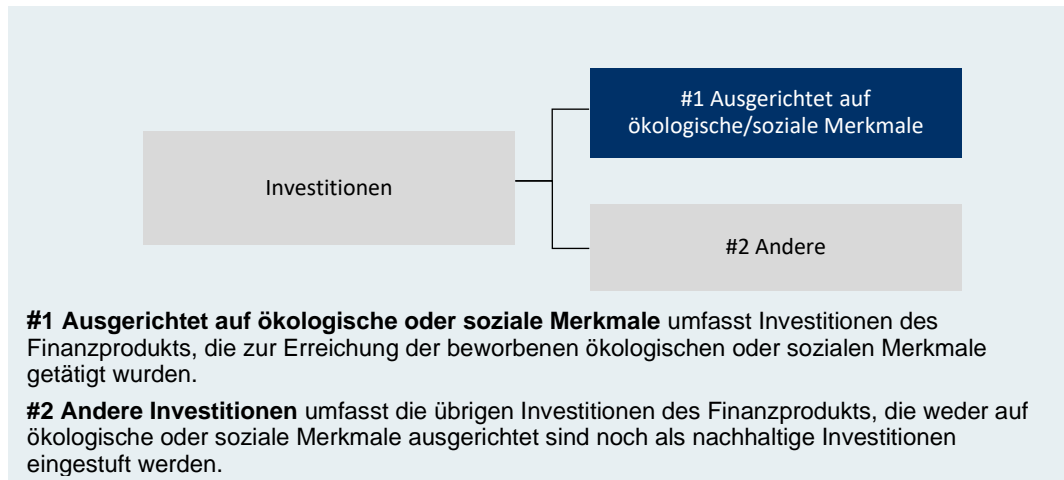 #1 Ausgerichtet auf
ökologische/soziale Merkmale
Investitionen
#2 Andere
#1 Ausgerichtet auf ökologische oder soziale Merkmale umfasst Investitionen des
Finanzprodukts, die zur Erreichung der beworbenen ökologischen oder sozialen Merkmale
getätigt wurden.
#2 Andere Investitionen umfasst die übrigen Investitionen des Finanzprodukts, die weder auf
ökologische oder soziale Merkmale ausgerichtet sind noch als nachhaltige Investitionen
eingestuft werden.